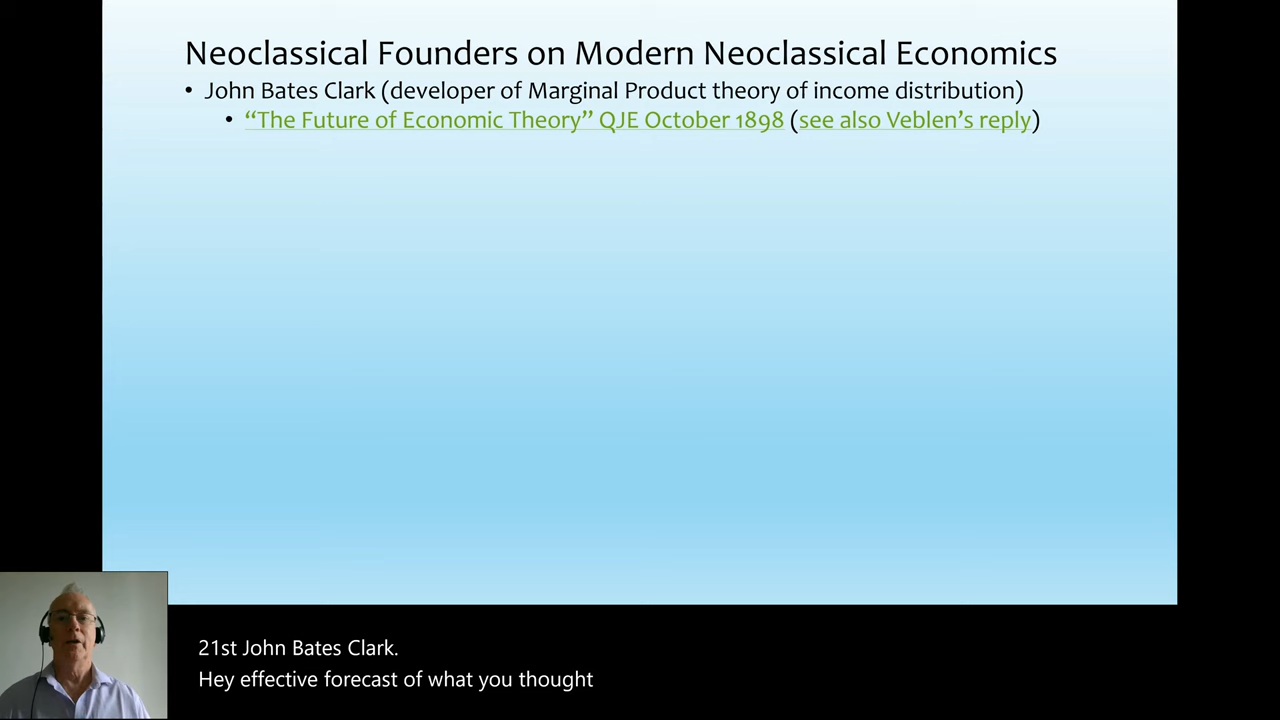 Neoclassical Founders on Modern Neoclassical Economics
• John Bates Clark (developer of Marginal Product theory of income distribution)
• “The Future of Economic Theory” QJE October 1898 (see also Veblen’s reply)
21st John Bates Clark.
Hey effective forecast of what you thought